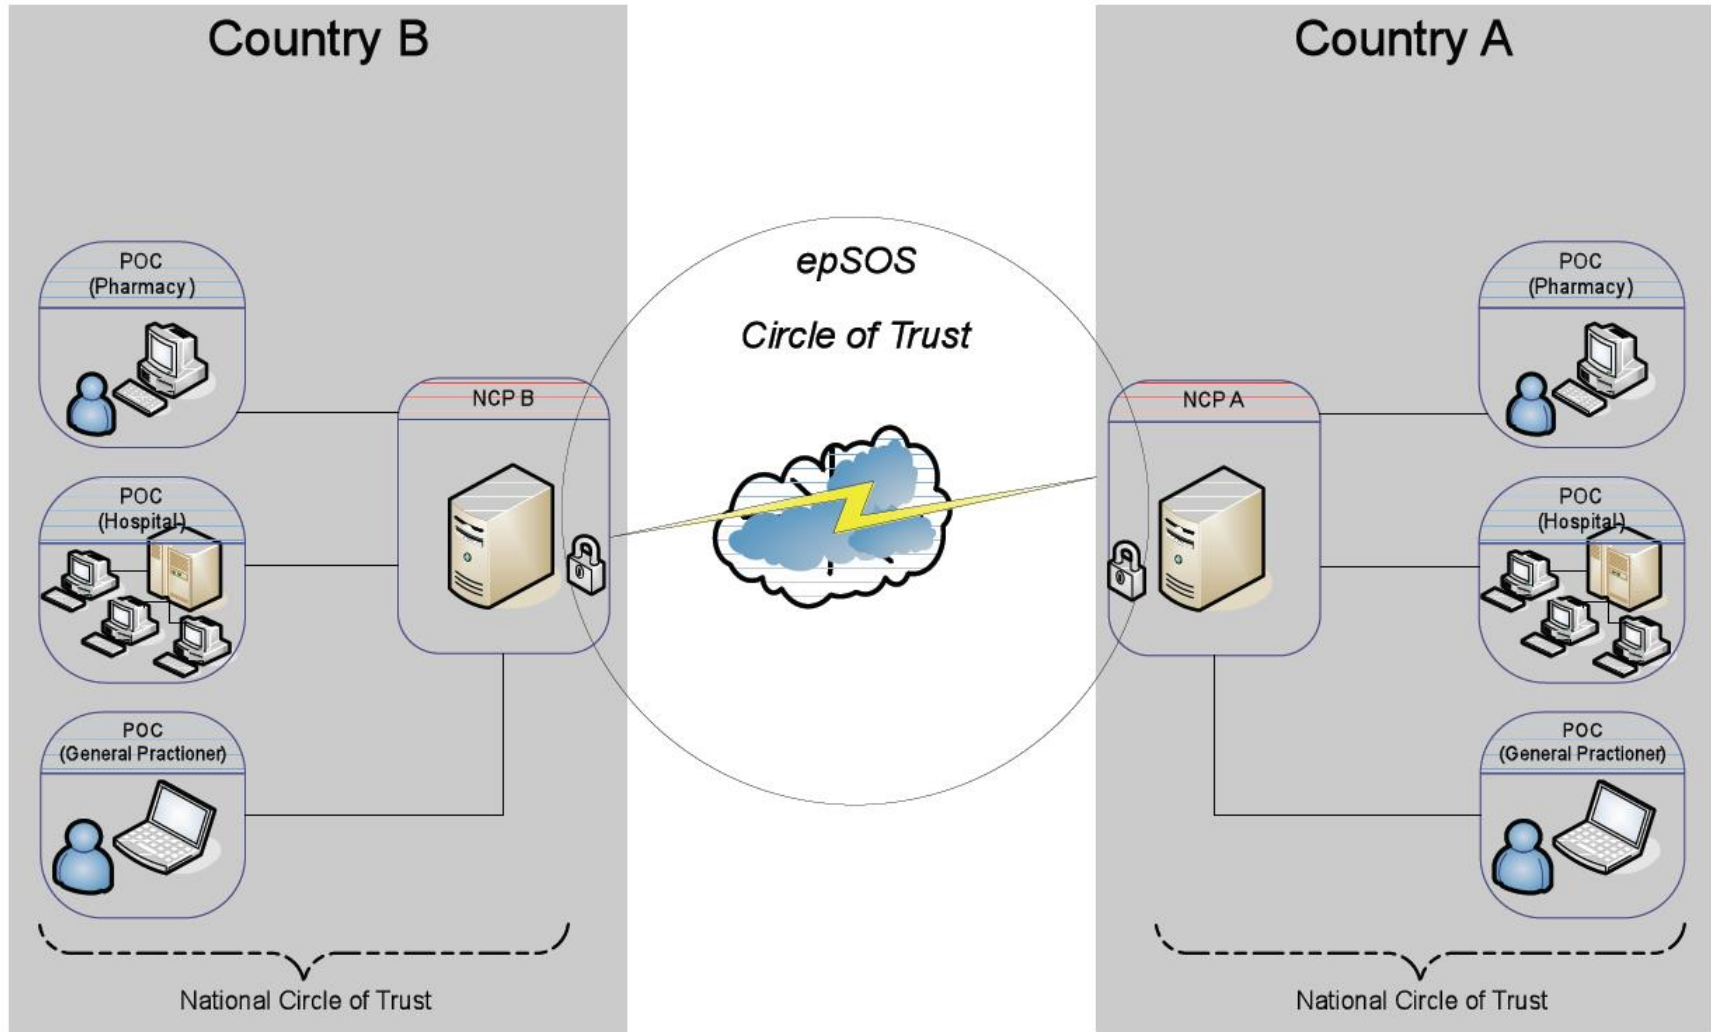 Country B
Country A
epSOS
Circle of Trust
POC
(Pharmacy)
NCP B
POC
(Hospital)
POC
(General Practioner)
National Circle of Trust
POC
(Pharmacy)
NCP A
POC
(Hospital)
POC
(General Practioner)
National Circle of Trust